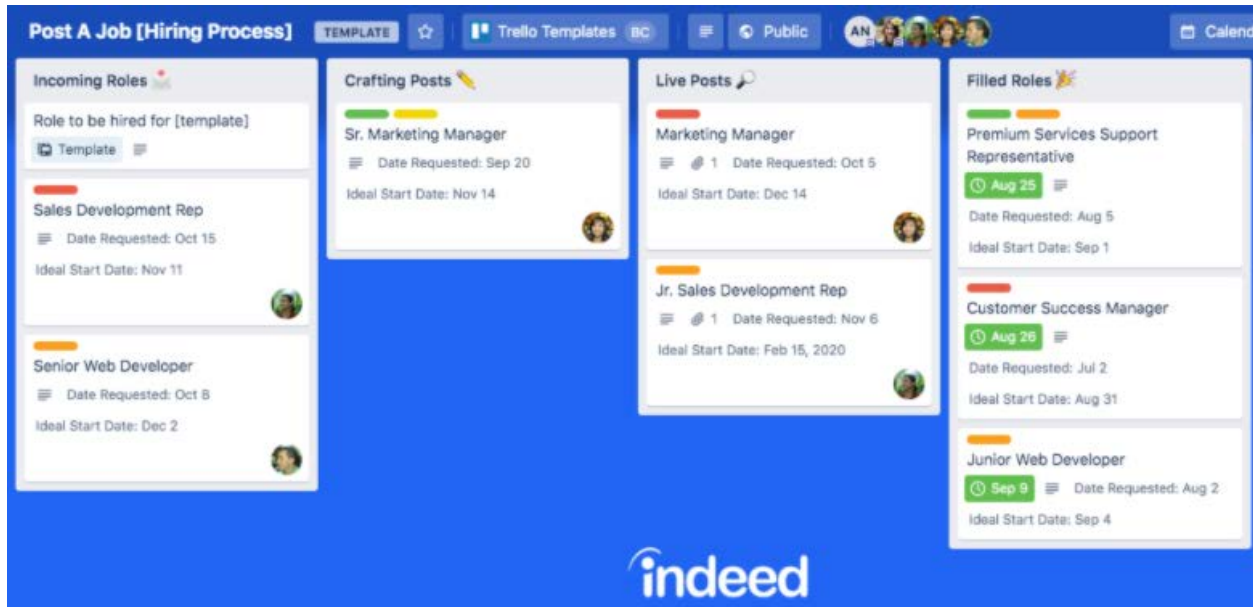 Post A Job [Hiring Process]
TEMPLATE
Trello Templates BC
Public
AN
Calend
Incoming Roles
Role to be hired for [template]
Template
Sales Development Rep
Date Requested: Oct 15
Ideal Start Date: Nov 11
Senior Web Developer
Date Requested: Oct 8
Ideal Start Date: Dec 2
Crafting Posts
Sr. Marketing Manager
Date Requested: Sep 20
Ideal Start Date: Nov 14
Live Posts
Marketing Manager
1 Date Requested: Oct 5
Ideal Start Date: Dec 14
Jr. Sales Development Rep
1 Date Requested: Nov 6
Ideal Start Date: Feb 15, 2020
Filled Roles
Premium Services Support
Representative
Aug 25
Date Requested: Aug 5
Ideal Start Date: Sep 1
Customer Success Manager
Aug 26
Date Requested: Jul 2
Ideal Start Date: Aug 31
Junior Web Developer
Sep 9 Date Requested: Aug 2
Ideal Start Date: Sep 4
indeed